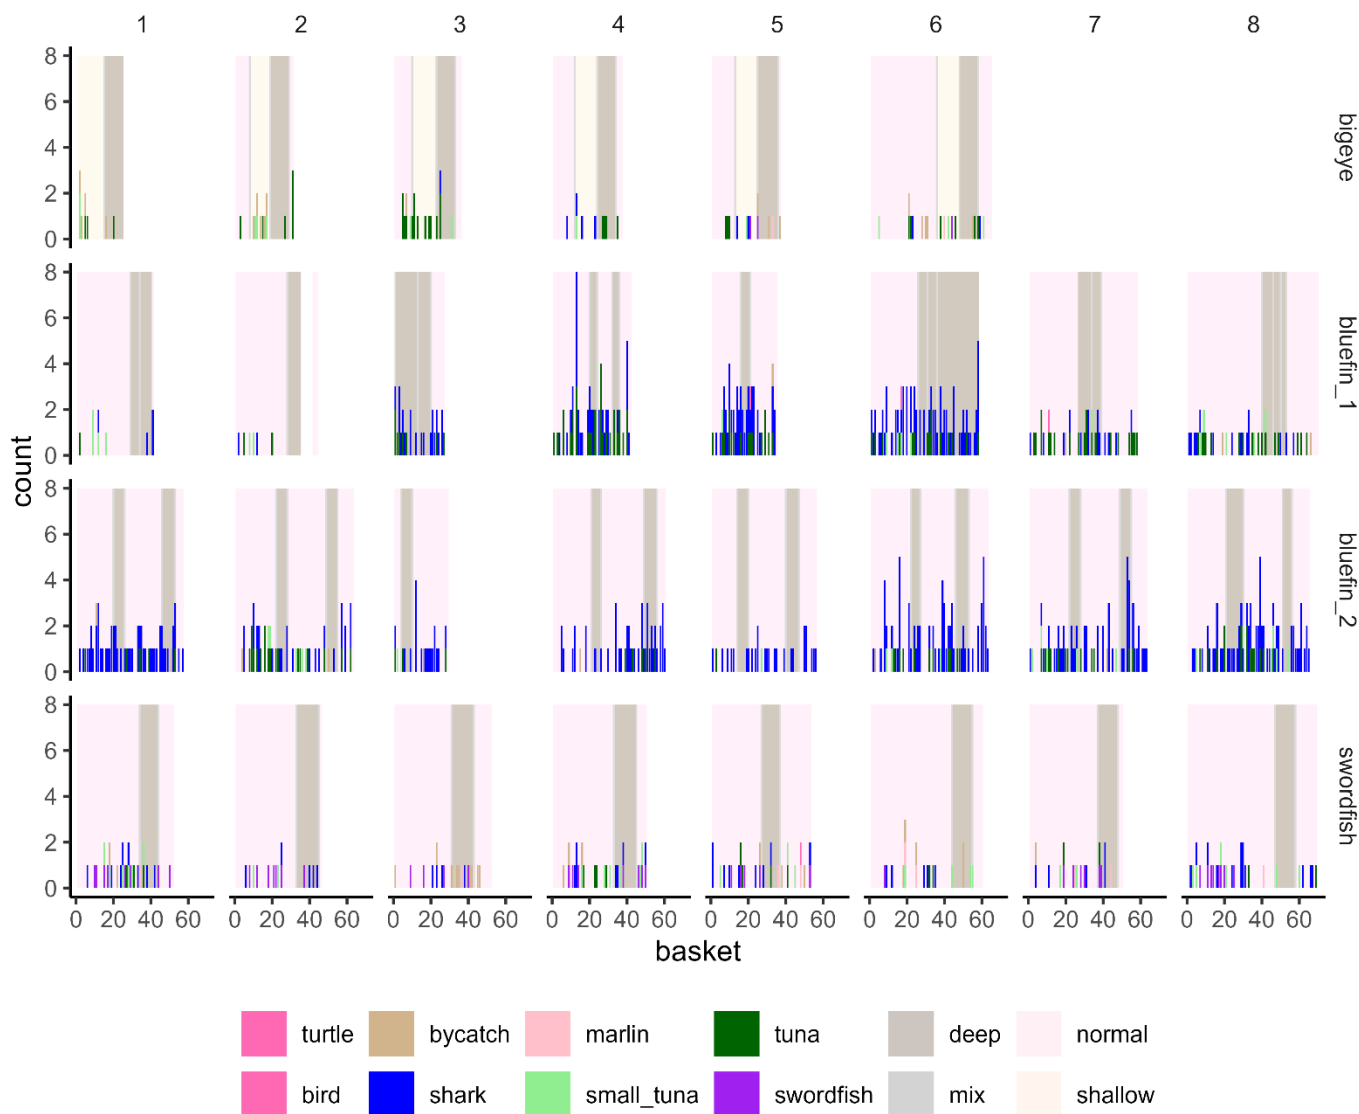 1 2 3 4 5 6 7 8
8
6
4
2
0
bigeye
8
6
4
2
0
bluefin_1
count
8
6
4
2
0
bluefin_2
8
6
4
2
0
swordfish
0 20 40 60 0 20 40 60 0 20 40 60 0 20 40 60 0 20 40 60 0 20 40 60 0 20 40 60 0 20 40 60
basket
turtle bycatch marlin tuna deep normal
bird shark small_tuna swordfish mix shallow